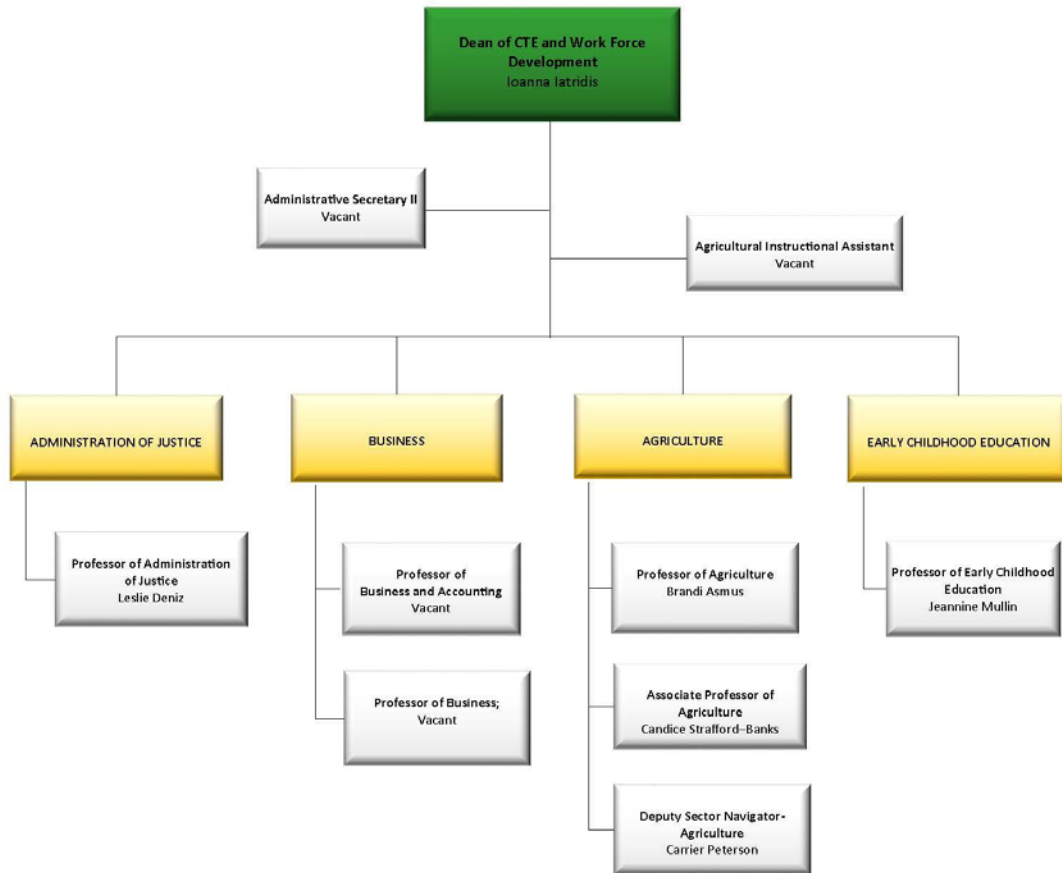 Dean of CTE and Work Force
Development
Ioanna Iatridis
Administrative Secretary II
Vacant
Agricultural Instructional Assistant
Vacant
ADMINISTRATION OF JUSTICE
BUSINESS
AGRICULTURE
EARLY CHILDHOOD EDUCATION
Professor of Administration
of Justice
Leslie Deniz
Professor of
Business and Accounting
Vacant
Professor of Business;
Vacant
Professor of Agriculture
Brandi Asmus
Associate Professor of
Agriculture
Candice Strafford–Banks
Deputy Sector Navigator-
Agriculture
Carrier Peterson
Professor of Early Childhood
Education
Jeannine Mullin